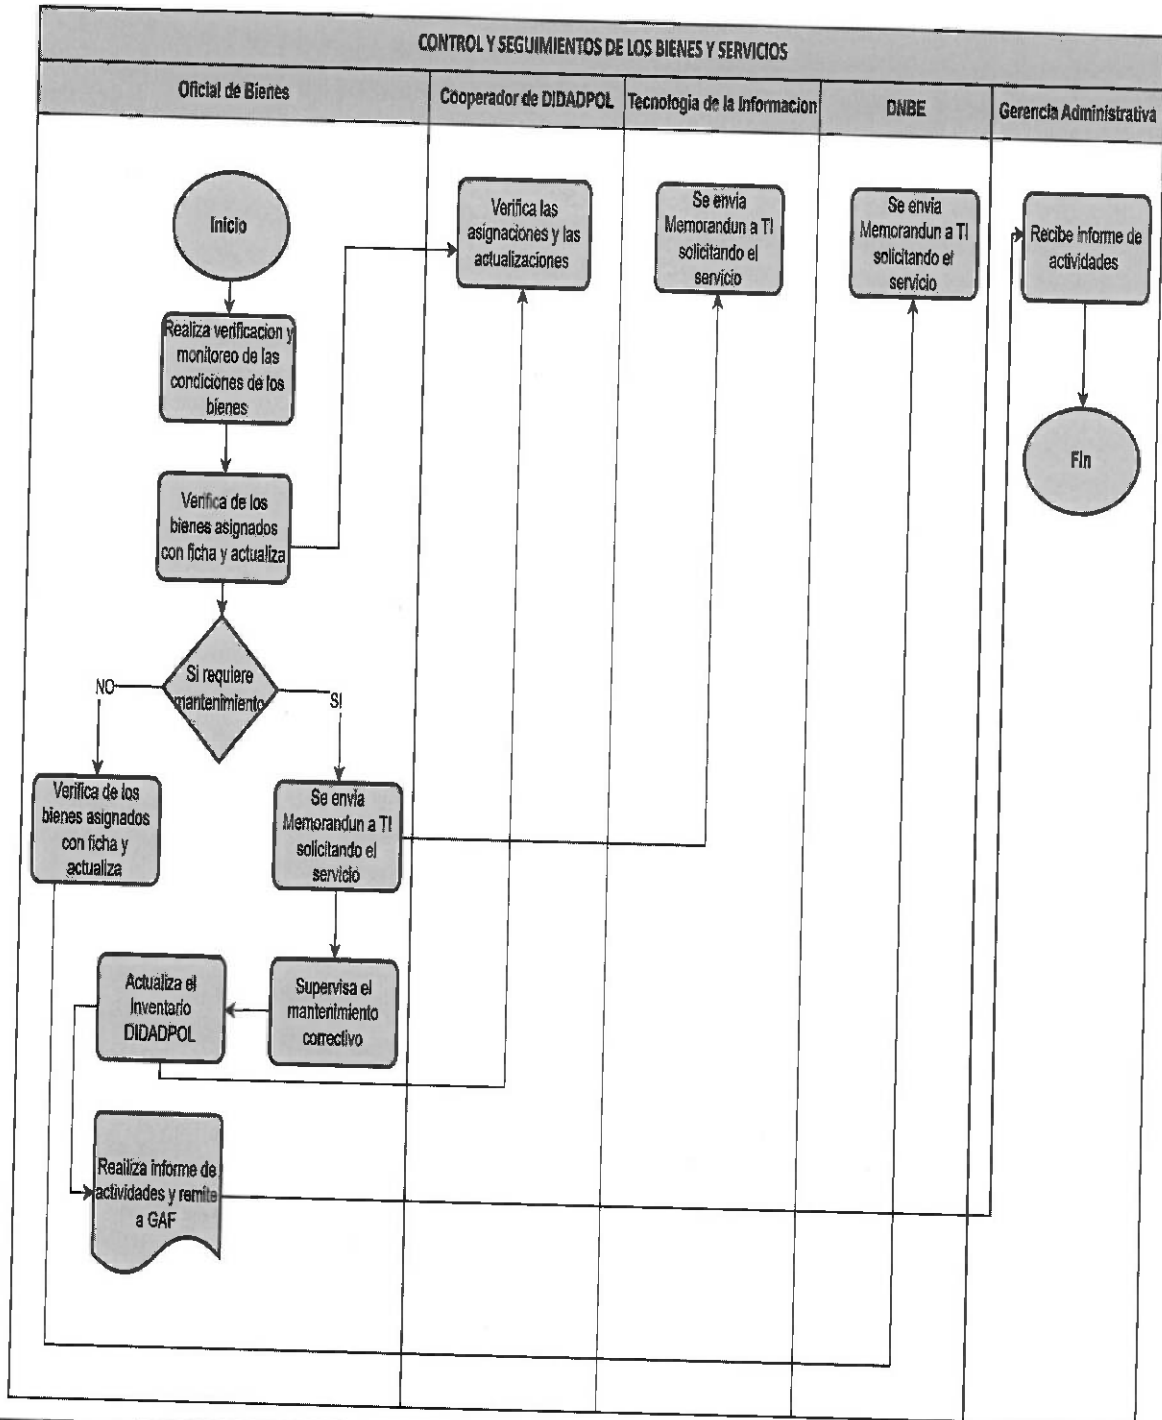 CONTROL Y SEGUIMIENTOS DE LOS BIENES Y SERVICIOS
Oficial de Bienes
Cooperador de DIDADPOL
Tecnologia de la Informacion
DNBE
Gerencia Administrativa
Inicio
Verifica las
asignaciones y las
actualizaciones
Se envia
Memorandun a TI
solicitando el
servicio
Se envia
Memorandun a TI
solicitando el
servicio
Recibe informe de
actividades
Realiza verificacion y
monitoreo de las
condiciones de los
bienes
Fin
Verifica de los
bienes asignados
con ficha y actualiza
Si requiere
mantenimiento
NO
SI
Verifica de los
bienes asignados
con ficha y
actualiza
Se envía
Memorandun a TI
solicitando el
servicio
Actualiza el
Inventario
DIDADPOL
Supervisa el
mantenimiento
correctivo
Reailiza informe de
actividades y remite
a GAF